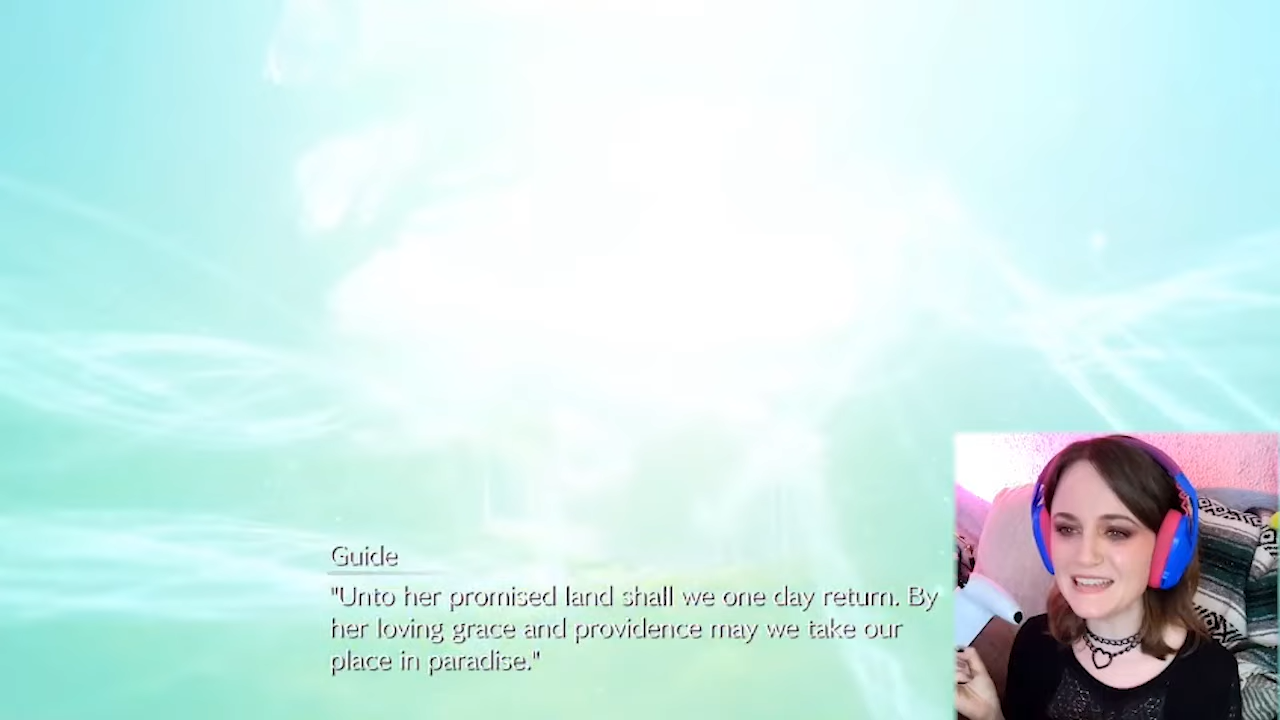 Guide
"Unto her promised land shall we one day return. By
her loving grace and providence may we take our
place in paradise."